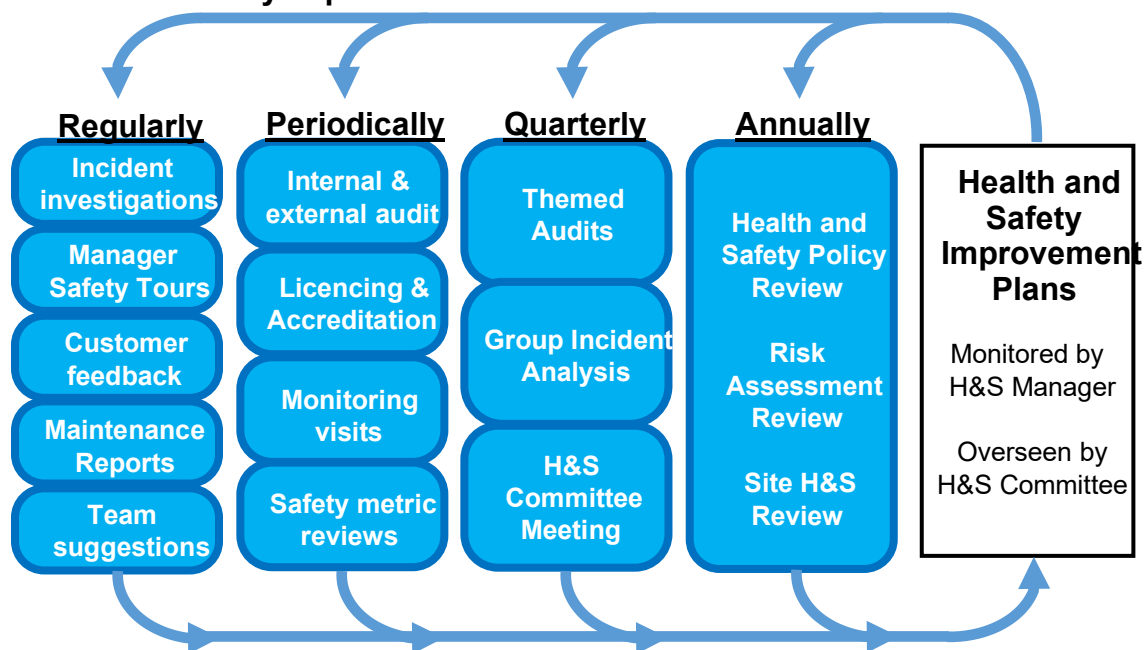 Regularly
Incident
investigations
Manager
Safety Tours
Customer
feedback
Maintenance
Reports
Team
suggestions
Periodically
Internal &
external audit
Licencing &
Accreditation
Monitoring
visits
Safety metric
reviews
Quarterly
Themed
Audits
Group Incident
Analysis
H&S
Committee
Meeting
Annually
Health and
Safety Policy
Review
Risk
Assessment
Review
Site H&S
Review
Health and
Safety
Improvement
Plans
Monitored by
H&S Manager
Overseen by
H&S Committee